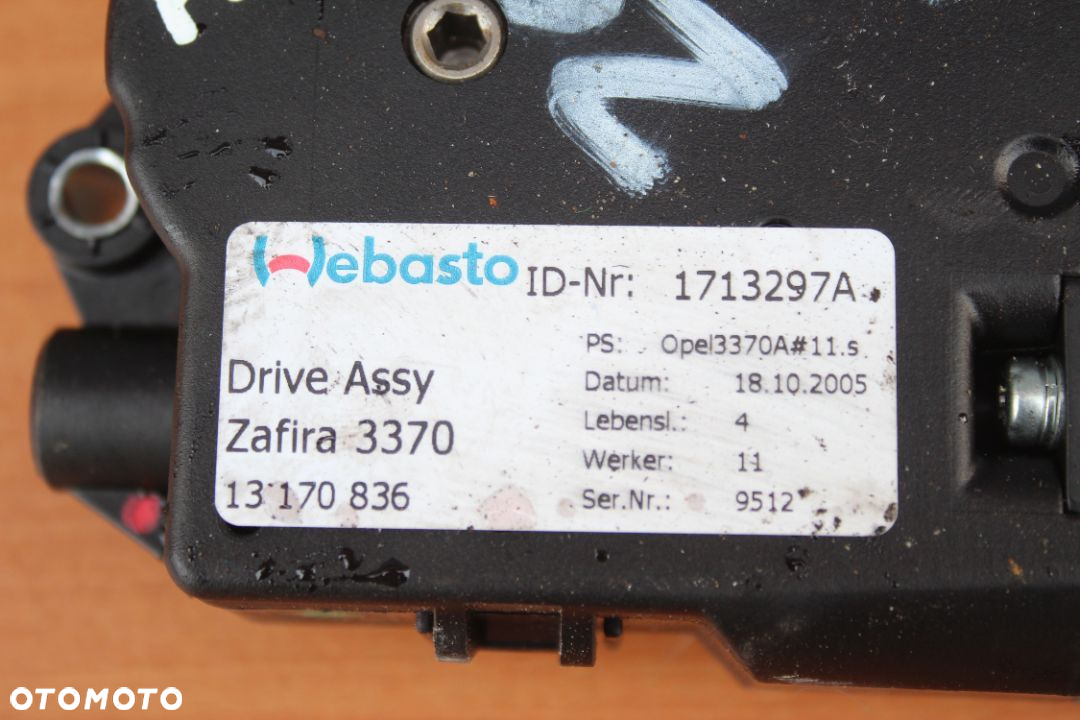 Webasto ID-Nr: 1713297A
PS: Opel3370A#11.s
Drive Assy Datum: 18.10.2005
Zafira 3370 Lebensl.: 4
Werker: 11
13 170 836 Ser.Nr.: 9512
OTOMOTO